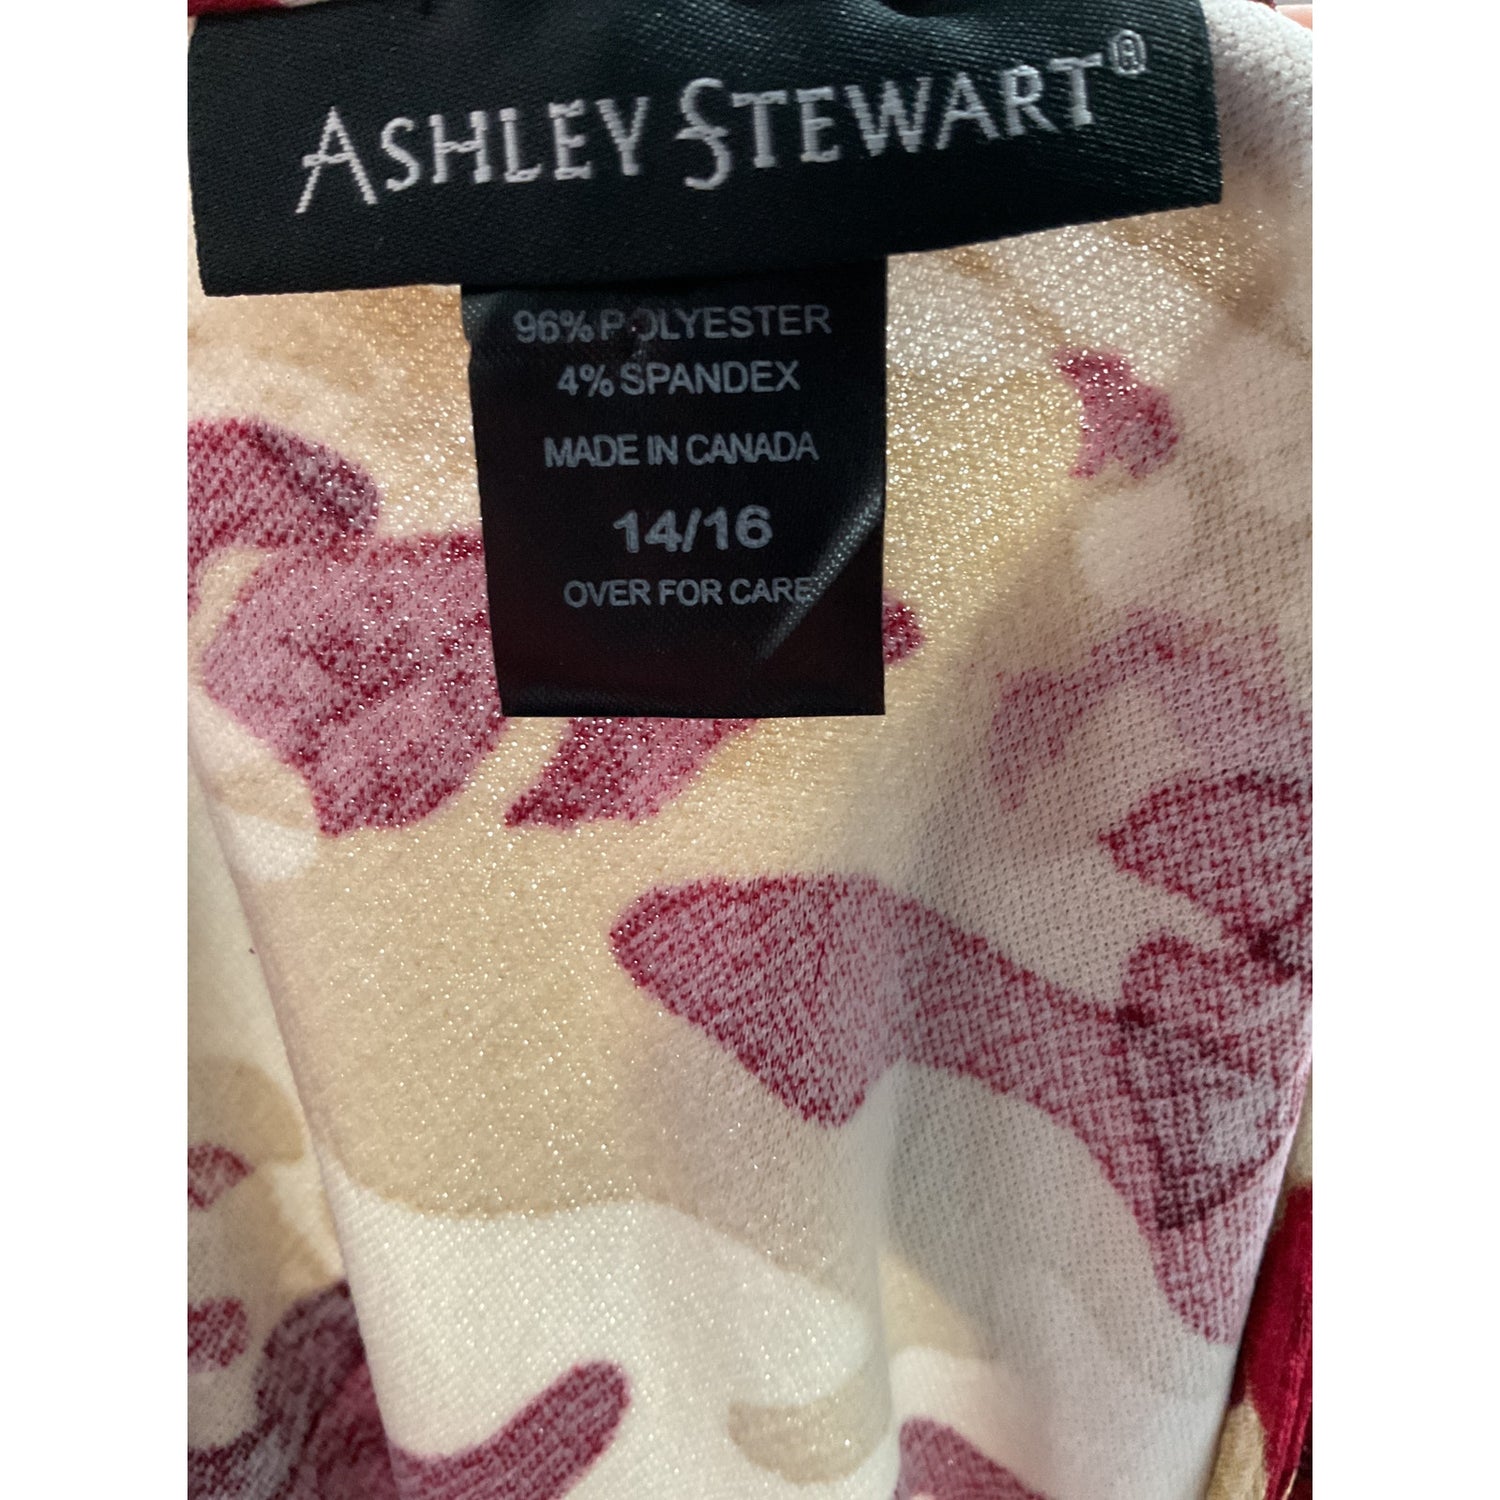 ASHLEY STEWART®
96% POLYESTER
4% SPANDEX
MADE IN CANADA
14/16
OVER FOR CARE